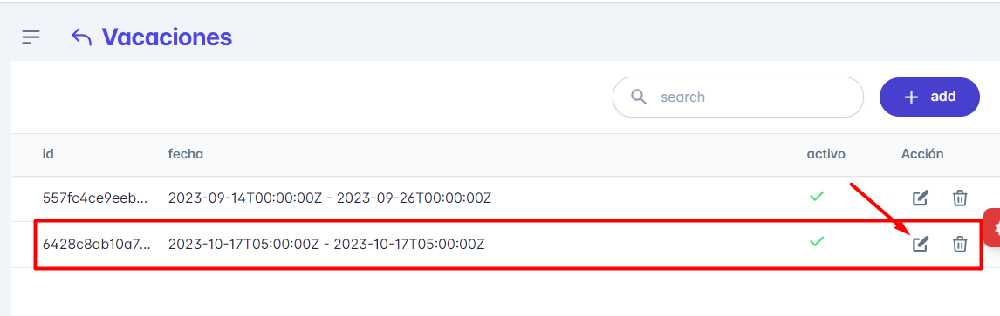 Vacaciones
search
add
id fecha activo Acción
557fc4ce9eeb... 2023-09-14T00:00:00Z - 2023-09-26T00:00:00Z
6428c8ab10a7... 2023-10-17T05:00:00Z - 2023-10-17T05:00:00Z